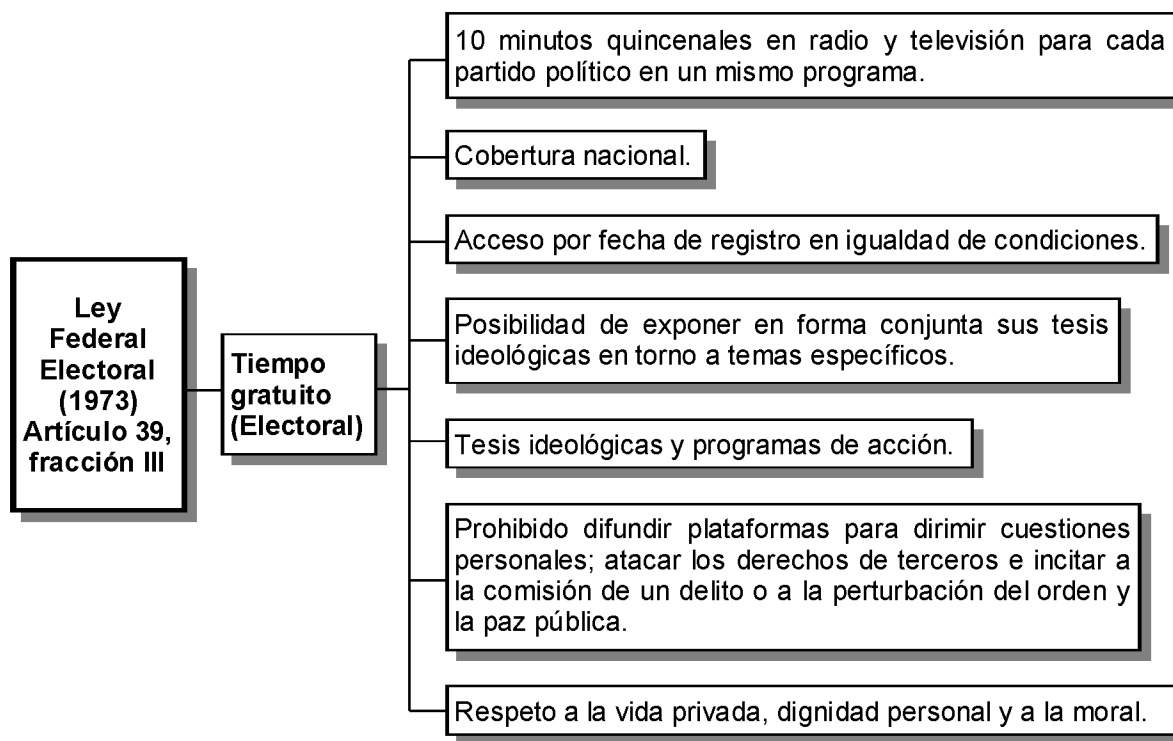 10 minutos quincenales en radio y televisión para cada
partido político en un mismo programa.
Cobertura nacional.
Acceso por fecha de registro en igualdad de condiciones.
Ley
Federal
Electoral
(1973)
Artículo 39,
fracción III
Tiempo
gratuito
(Electoral)
Posibilidad de exponer en forma conjunta sus tesis
ideológicas en torno a temas específicos.
Tesis ideológicas y programas de acción.
Prohibido difundir plataformas para dirimir cuestiones
personales; atacar los derechos de terceros e incitar a
la comisión de un delito o a la perturbación del orden y
la paz pública.
Respeto a la vida privada, dignidad personal y a la moral.